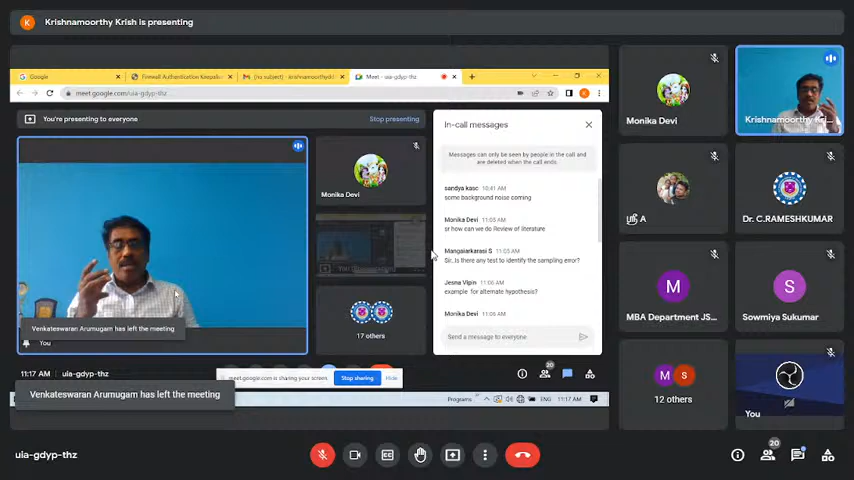 K
Krishnamoorthy Krish is presenting
Google
Firewall Authentication Keepaliv
(no subject) - krishnamoorthydi
Meet - uia-gdyp-thz
meet.google.com/uia-gdyp-thz
K
You're presenting to everyone
Stop presenting
Monika Devi
17 others
Venkateswaran Arumugam has left the meeting
You
In-call messages
Messages can only be seen by people in the call and
are deleted when the call ends.
sandya kasc 10:41 AM
some background noise coming
Monika Devi 11:05 AM
sr how can we do Review of literature
Mangaiarkarasi S 11:05 AM
Sir...Is there any test to identify the sampling error?
Jesna Vipin 11:06 AM
example for alternate hypothesis?
Monika Devi 11:06 AM
Send a message to everyone
11:17 AM
uia-gdyp-thz
20
meet.google.com is sharing your screen.
Stop sharing
Hide
Programs
ENG
11:17 AM
Venkateswaran Arumugam has left the meeting
Monika Devi
Krishnamoorthy Kri...
ஸ்ரீ A
Dr. C.RAMESHKUMAR
M
MBA Department JS...
S
Sowmiya Sukumar
M
S
12 others
You
uia-gdyp-thz
CC
20